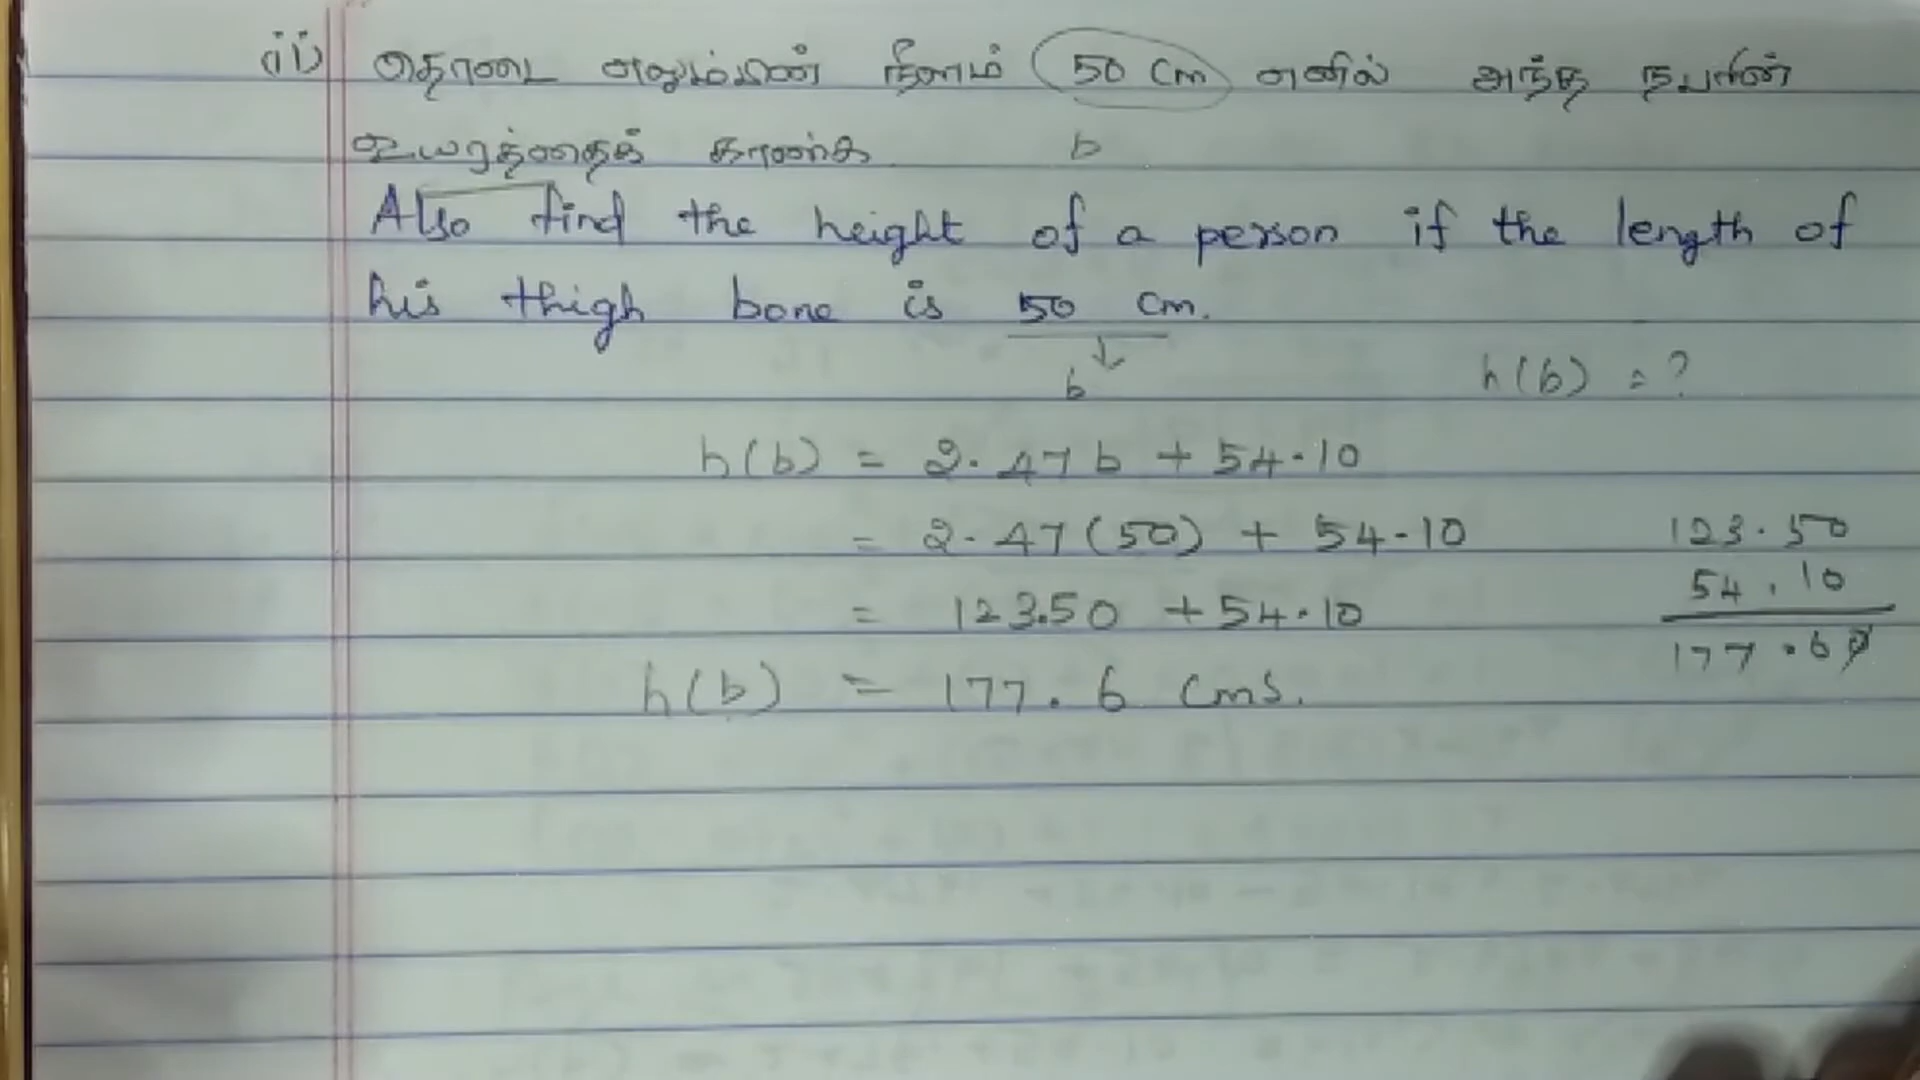 ii) தொடை எலும்பின் நீளம் 50 cm எனில் அந்த நபரின்
உயரத்தைக் காண்க
b
Also find the height of a person if the length of
his thigh bone is 50 cm.
↓
b
h(b) = ?
h(b) = 2.47 b + 54.10
= 2.47(50) + 54.10
= 123.50 + 54.10
h(b) = 177.6 cms.
123.50
54.10
177.60